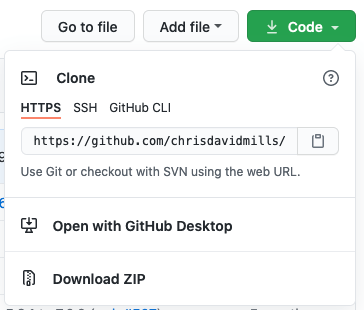 Go to file
Add file
Code
Clone
HTTPS SSH GitHub CLI
https://github.com/chrisdavidmills/
Use Git or checkout with SVN using the web URL.
Open with GitHub Desktop
Download ZIP